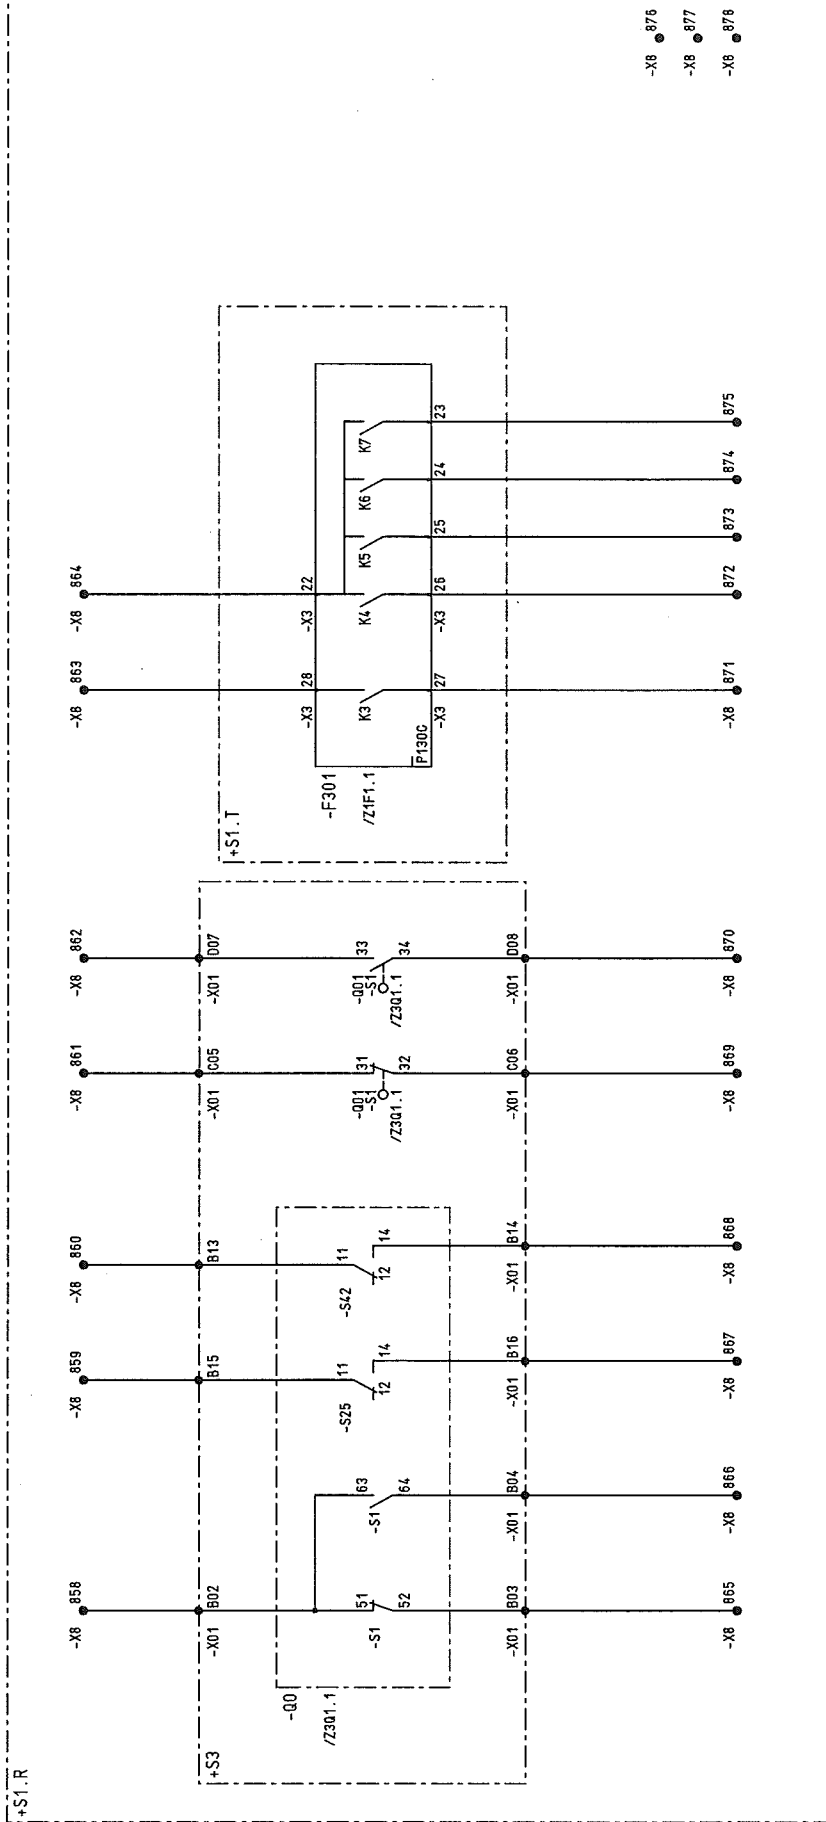 +S1.R
-X8 858
-X8 859
-X8 860
-X8 861
-X8 862
-X8 863
-X8 864
+S3
-X01 B02
B15
B13
-X01 C05
-X01 D07
+S1.T
-Q0
/Z3Q1.1
-S1 51 52
-S1 63 64
-S25 11 12 14
-S42 11 12 14
-Q01
-S1
31 32
/Z3Q1.1
-Q01
-S1
33 34
/Z3Q1.1
-F301
/Z1F1.1
P130C
-X3 28
-X3 22
K3
K4
K5
K6
K7
-X3 27
-X3 26
25
24
23
-X01 B03
-X01 B04
-X01 B16
-X01 B14
-X01 C06
-X01 D08
-X8 865
-X8 866
-X8 867
-X8 868
-X8 869
-X8 870
-X8 871
872
873
874
875
-X8 876
-X8 877
-X8 878